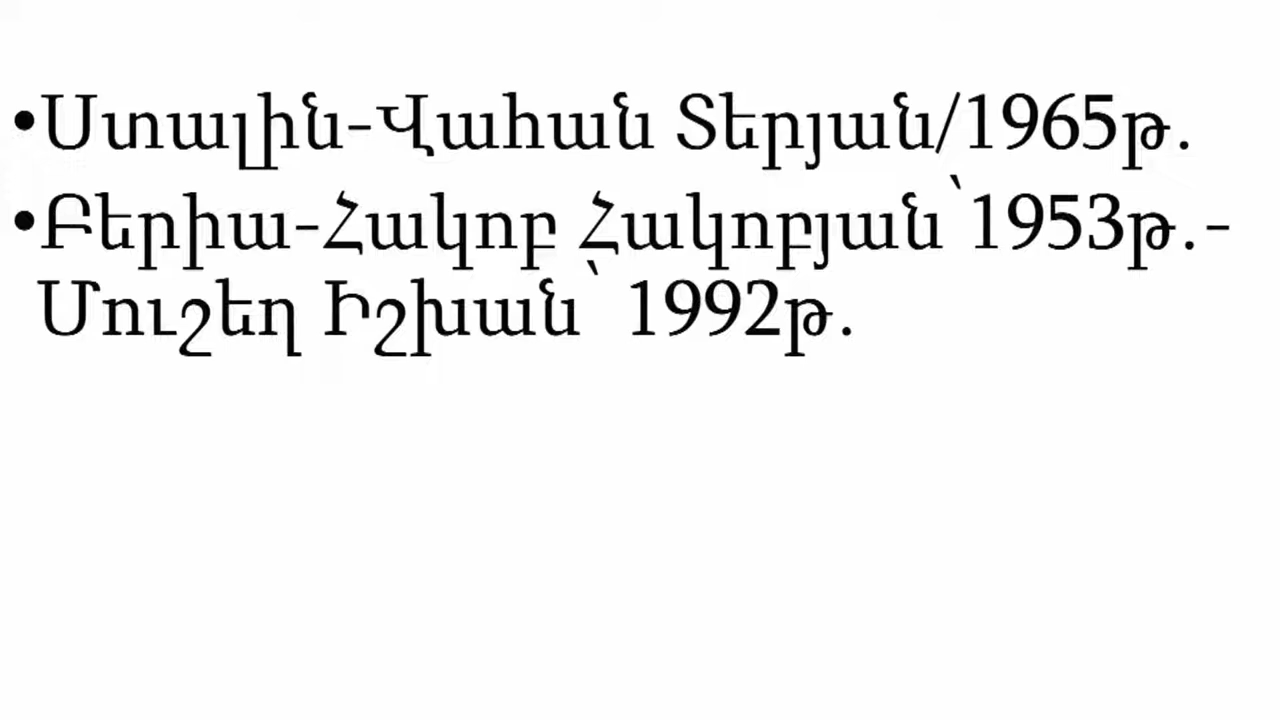 •Ստալին-Վահան Տերյան/1965թ.
•Բերիա-Հակոբ Հակոբյան՝1953թ.-
Մուշեղ Իշխան՝ 1992թ.